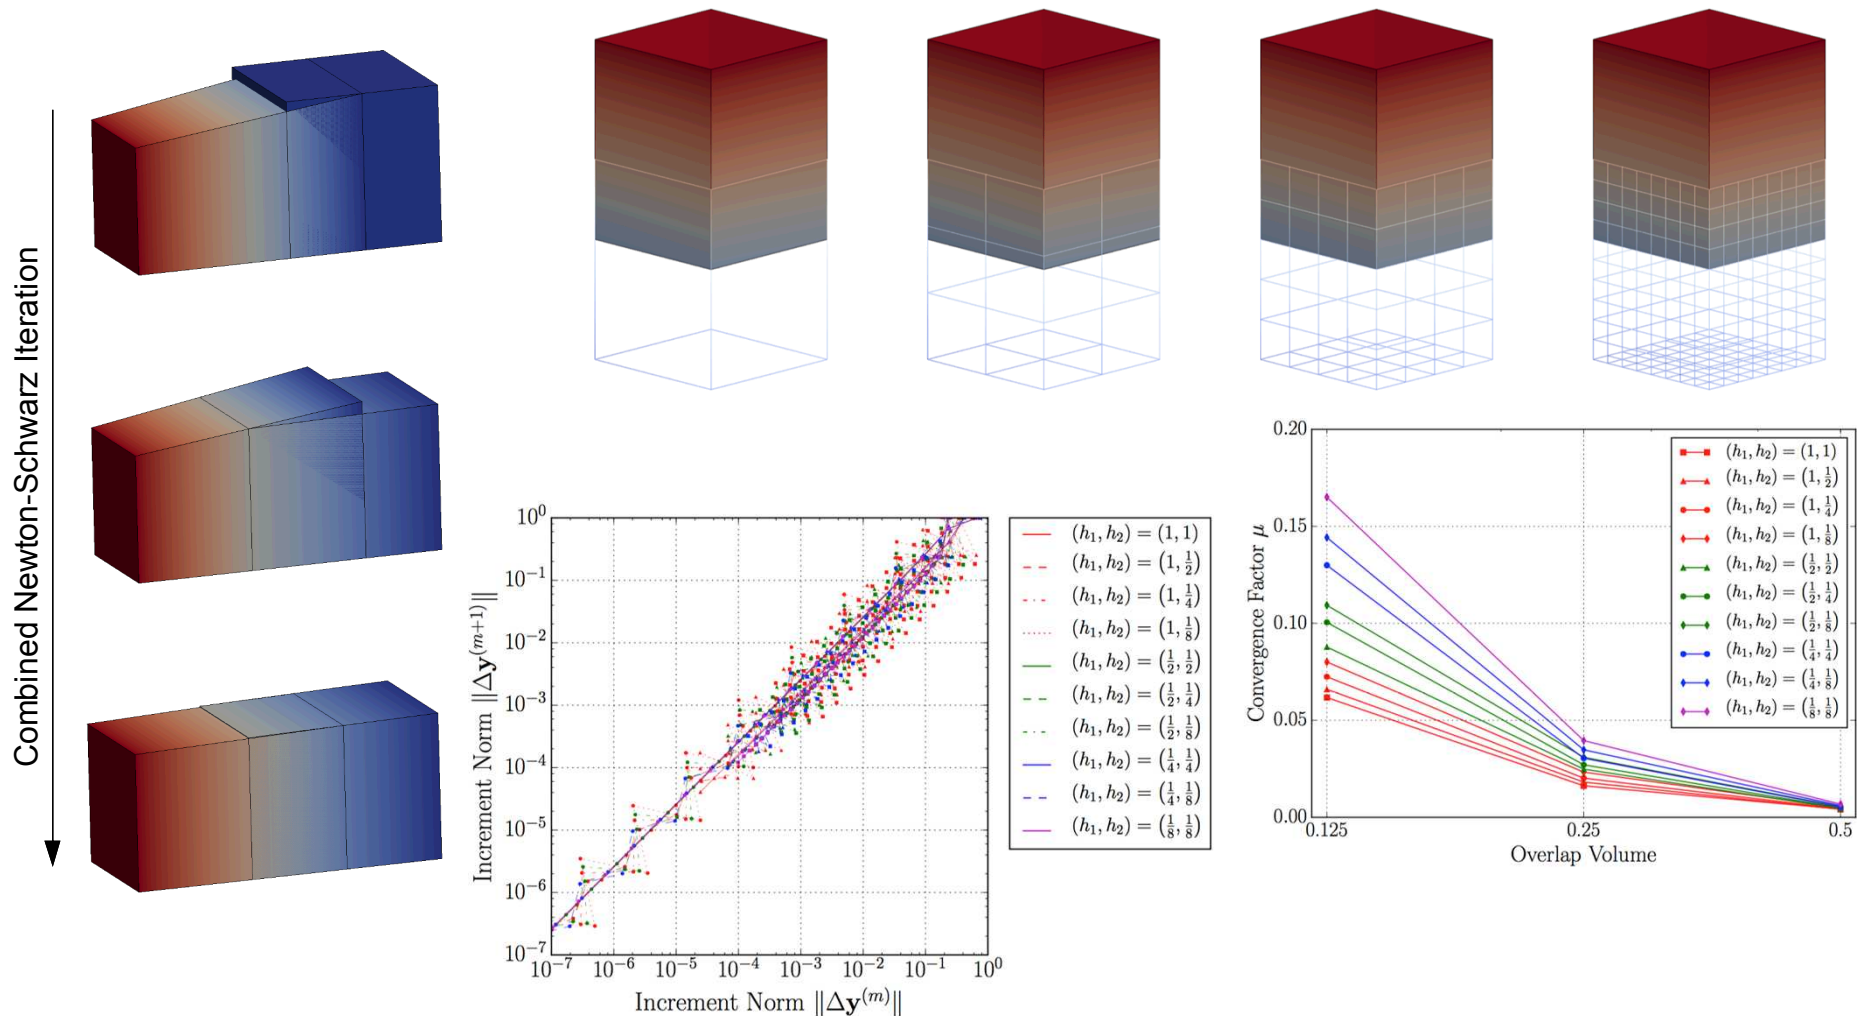 Combined Newton-Schwarz Iteration
10⁰
10⁻¹
10⁻²
10⁻³
10⁻⁴
10⁻⁵
10⁻⁶
10⁻⁷
Increment Norm ‖Δy⁽ᵐ⁺¹⁾‖
10⁻⁷ 10⁻⁶ 10⁻⁵ 10⁻⁴ 10⁻³ 10⁻² 10⁻¹ 10⁰
Increment Norm ‖Δy⁽ᵐ⁾‖
(h₁, h₂) = (1, 1)
(h₁, h₂) = (1, 1/2)
(h₁, h₂) = (1, 1/4)
(h₁, h₂) = (1, 1/8)
(h₁, h₂) = (1/2, 1/2)
(h₁, h₂) = (1/2, 1/4)
(h₁, h₂) = (1/2, 1/8)
(h₁, h₂) = (1/4, 1/4)
(h₁, h₂) = (1/4, 1/8)
(h₁, h₂) = (1/8, 1/8)
0.20
0.15
0.10
0.05
0.00
Convergence Factor μ
0.125 0.25 0.5
Overlap Volume
(h₁, h₂) = (1, 1)
(h₁, h₂) = (1, 1/2)
(h₁, h₂) = (1, 1/4)
(h₁, h₂) = (1, 1/8)
(h₁, h₂) = (1/2, 1/2)
(h₁, h₂) = (1/2, 1/4)
(h₁, h₂) = (1/2, 1/8)
(h₁, h₂) = (1/4, 1/4)
(h₁, h₂) = (1/4, 1/8)
(h₁, h₂) = (1/8, 1/8)